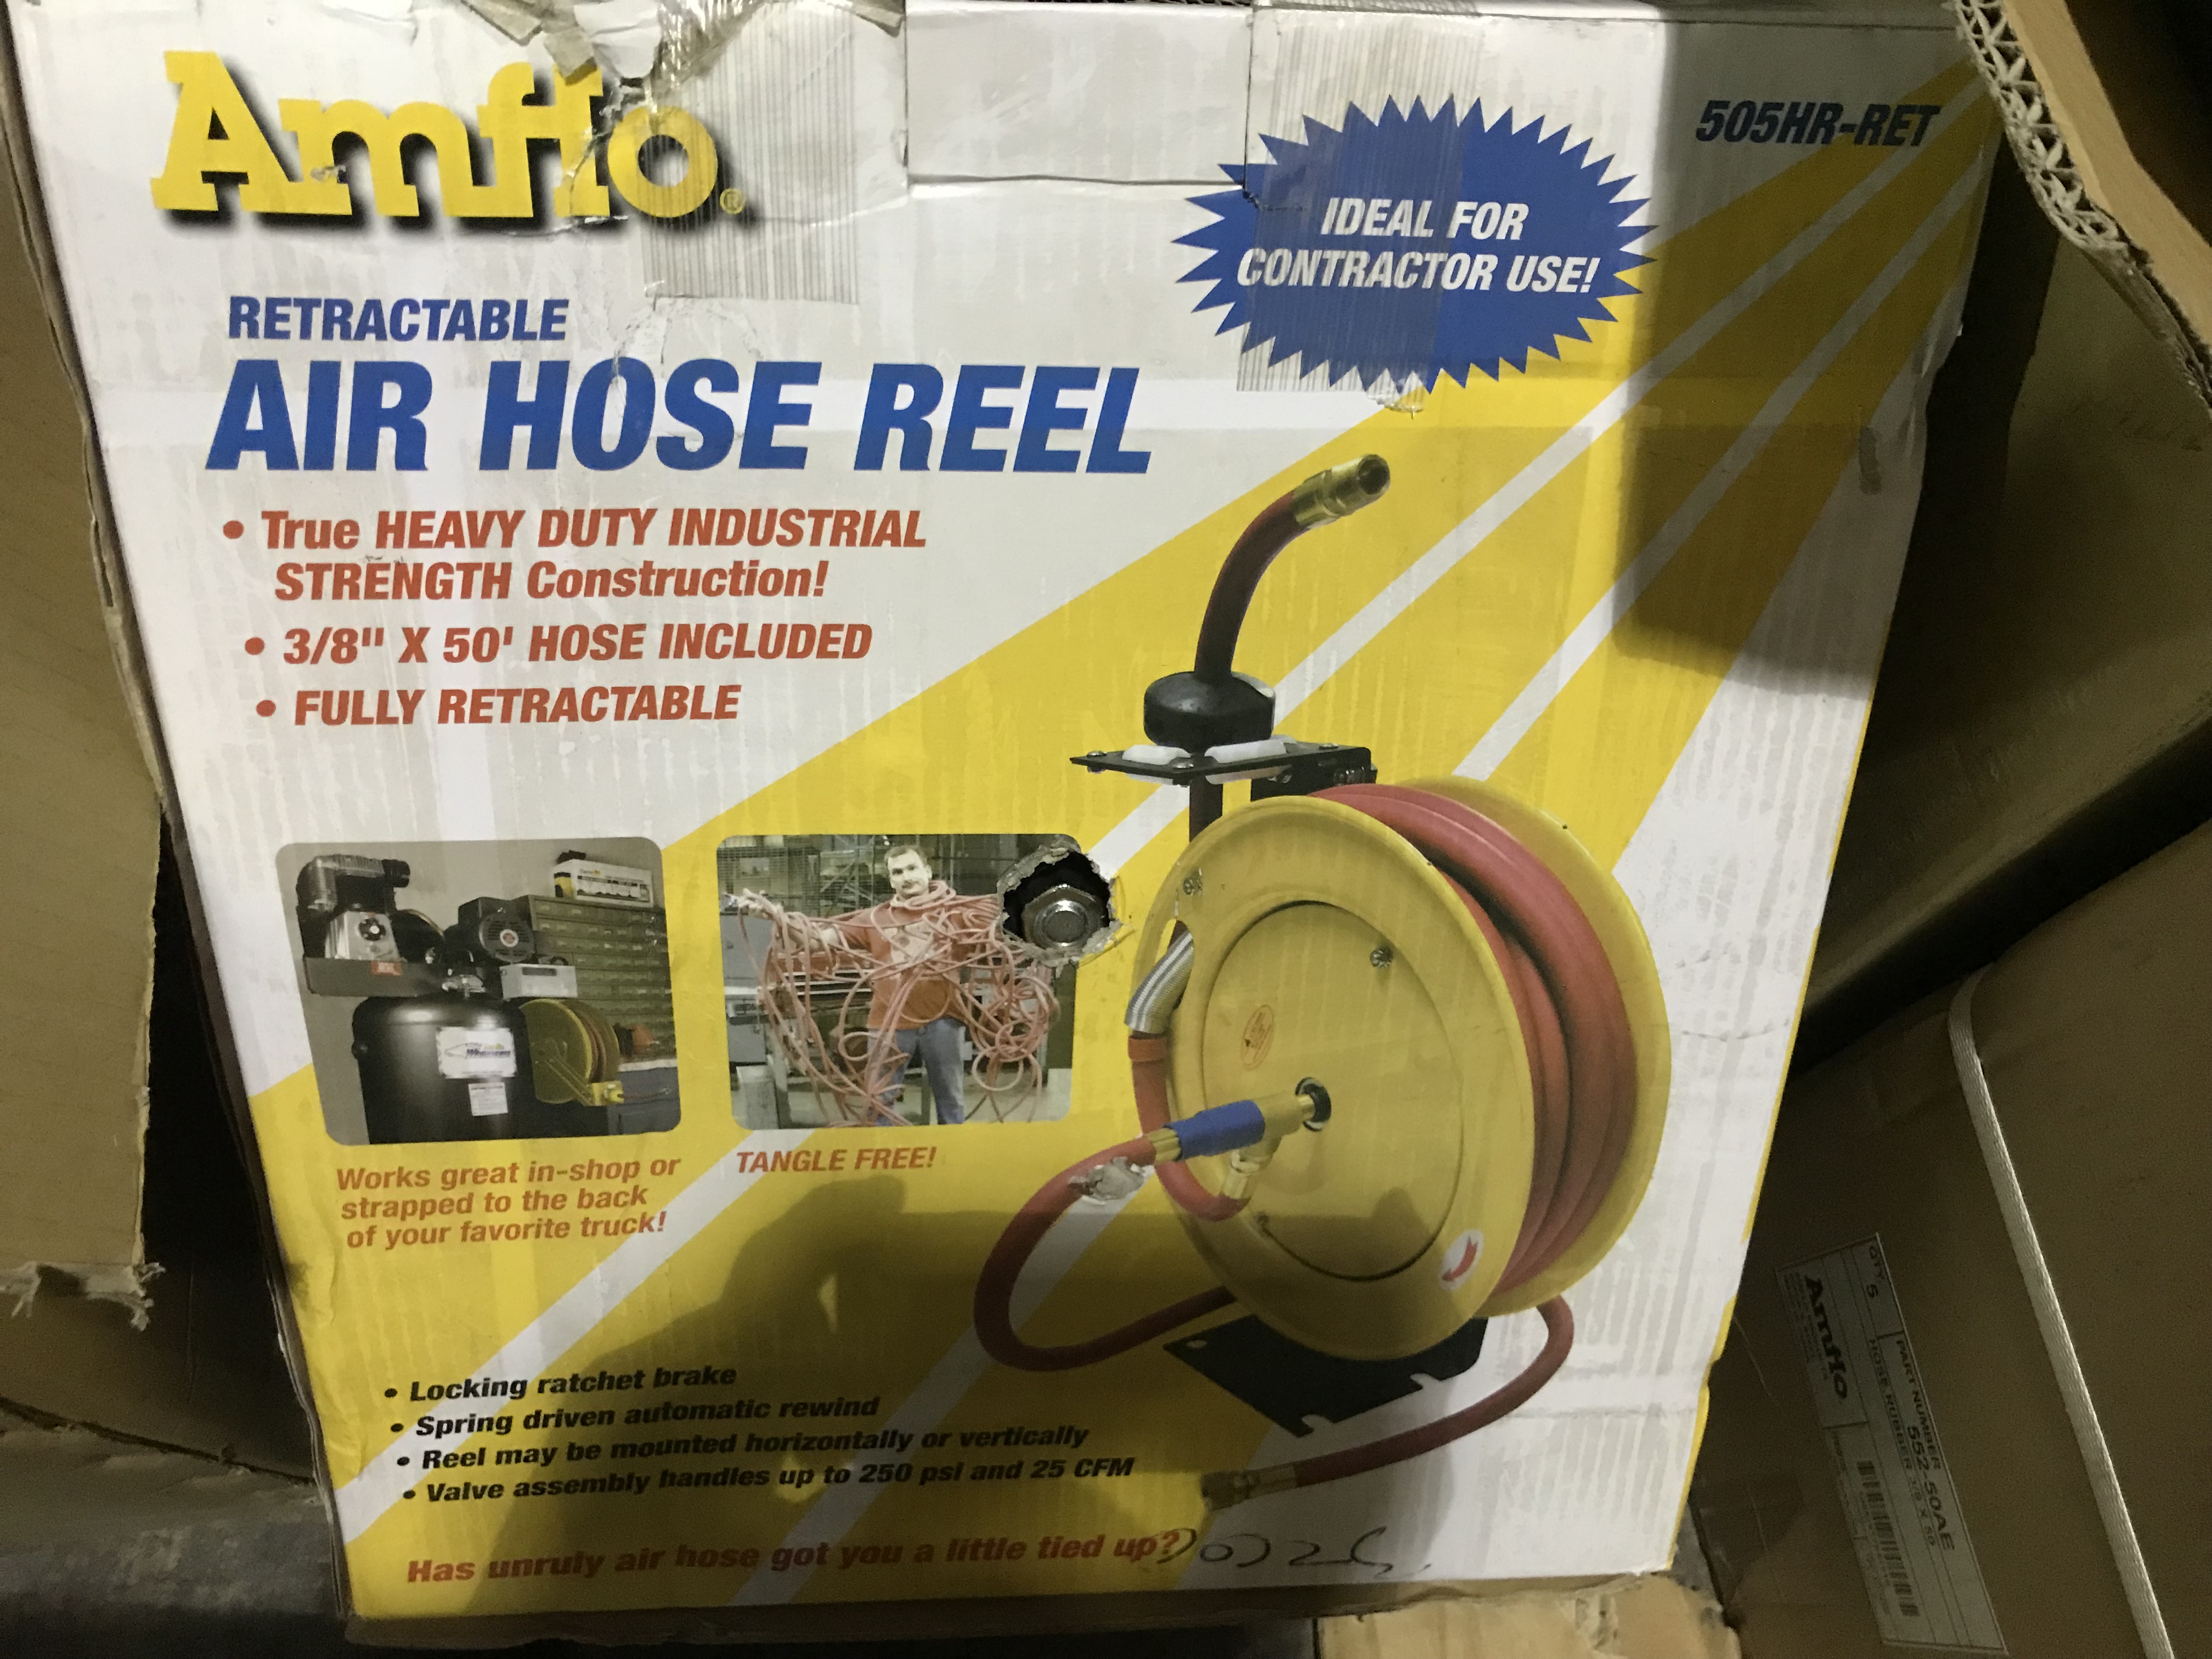 Amflo®
505HR-RET
IDEAL FOR
CONTRACTOR USE!
RETRACTABLE
AIR HOSE REEL
• True HEAVY DUTY INDUSTRIAL
STRENGTH Construction!
• 3/8" X 50' HOSE INCLUDED
• FULLY RETRACTABLE
Works great in-shop or
strapped to the back
of your favorite truck!
TANGLE FREE!
• Locking ratchet brake
• Spring driven automatic rewind
• Reel may be mounted horizontally or vertically
• Valve assembly handles up to 250 psi and 25 CFM
Has unruly air hose got you a little tied up?
QTY
5
Amflo
PART NUMBER
552-50AE
HOSE RUBBER